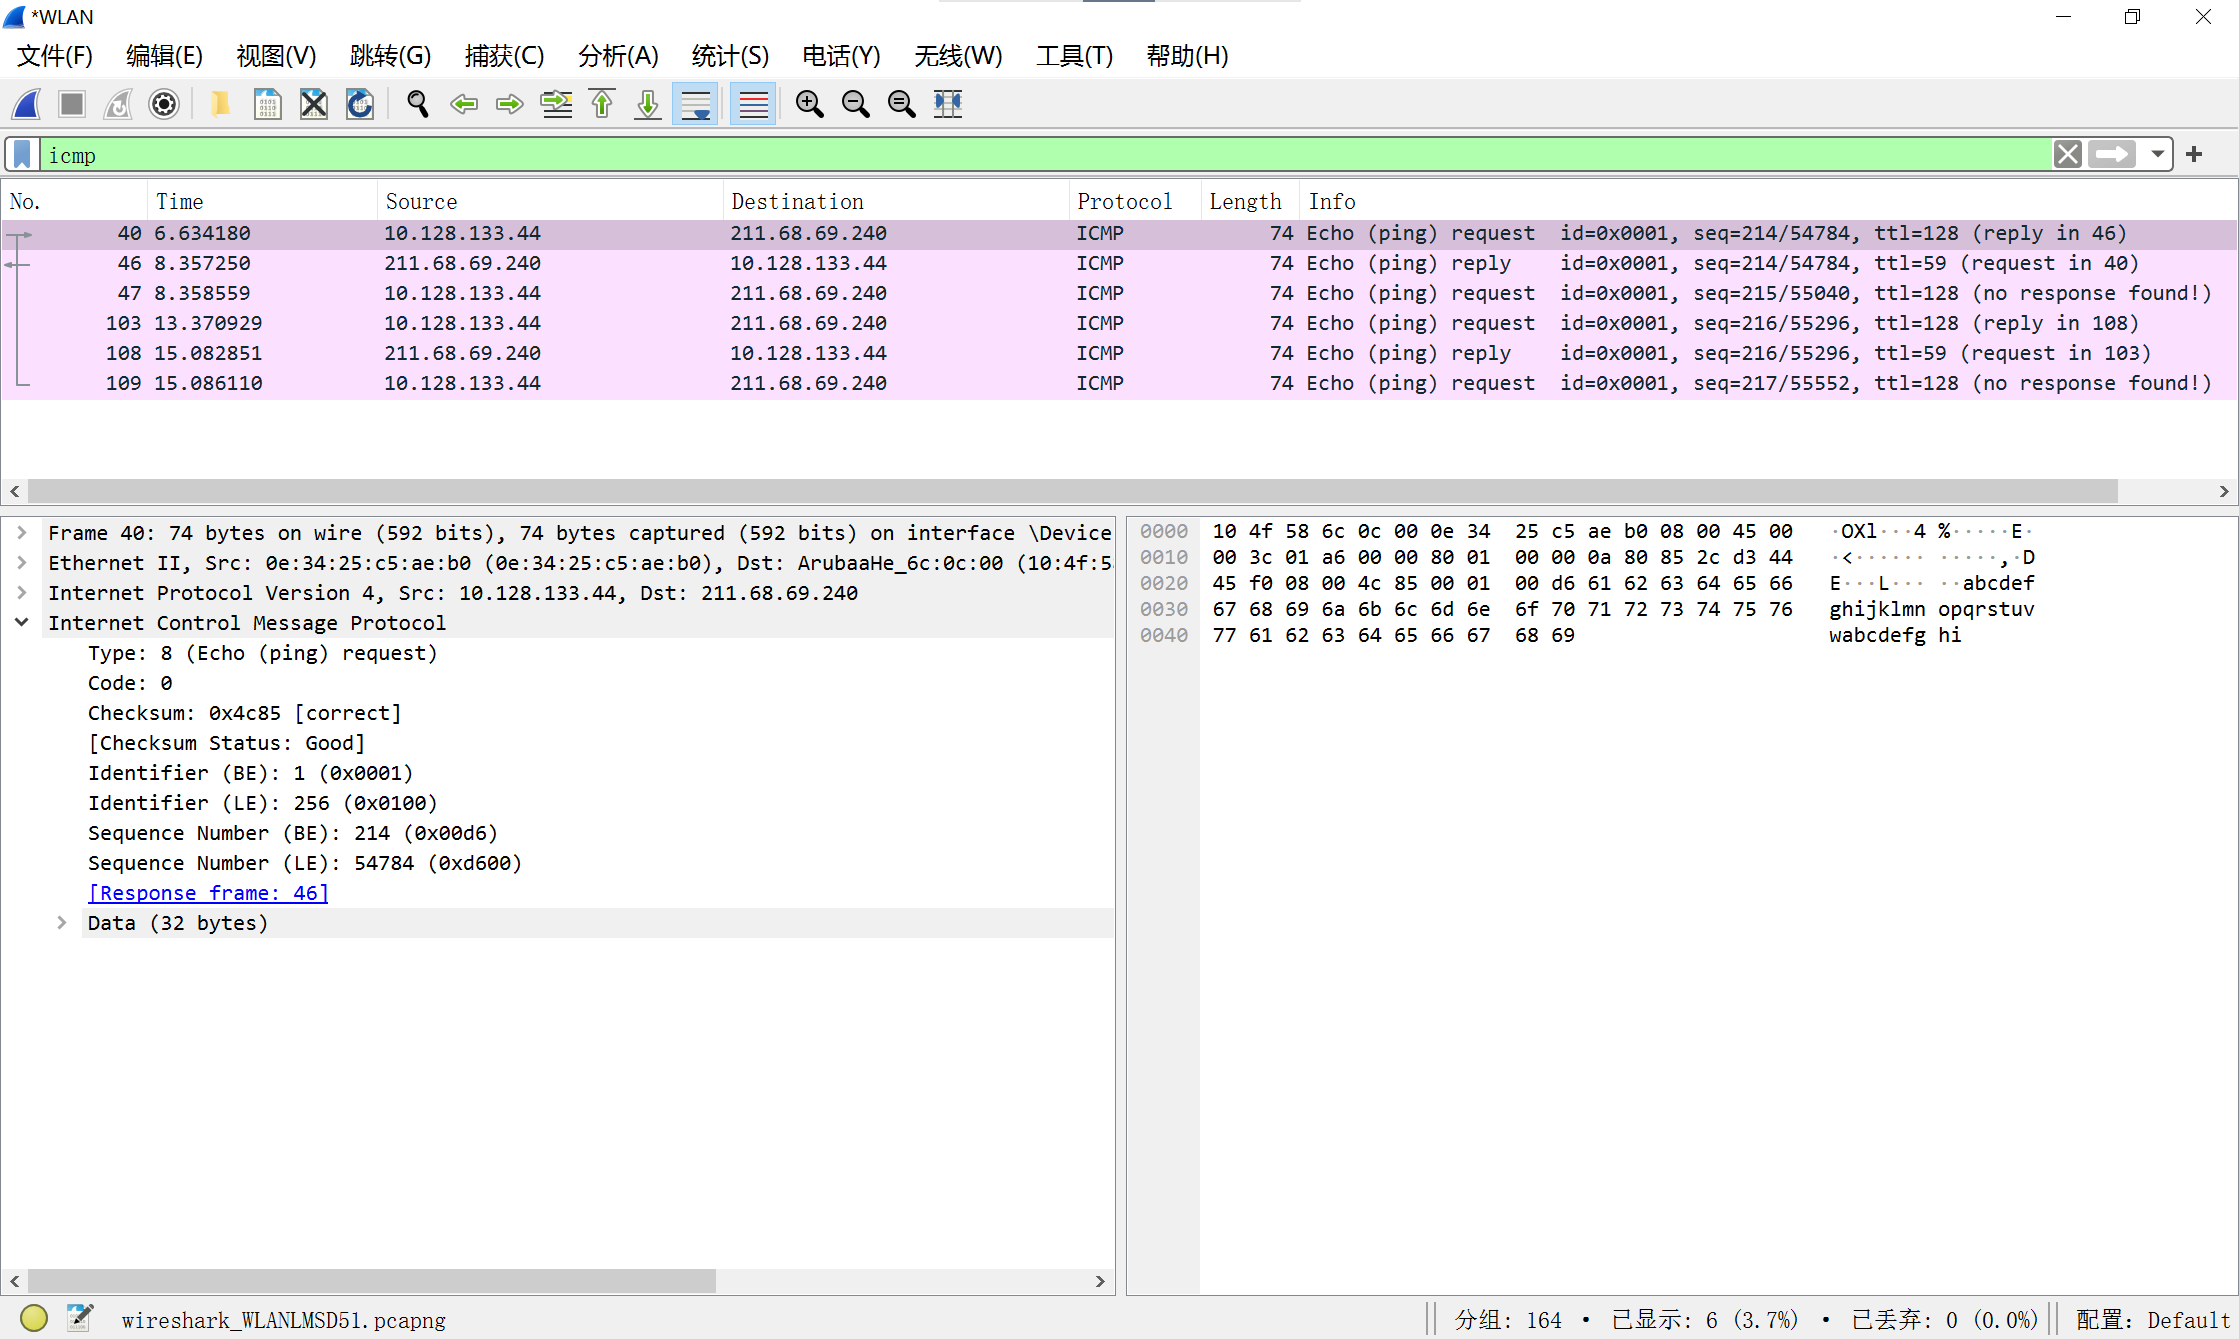 *WLAN
文件(F) 编辑(E) 视图(V) 跳转(G) 捕获(C) 分析(A) 统计(S) 电话(Y) 无线(W) 工具(T) 帮助(H)
icmp
No. Time Source Destination Protocol Length Info
40 6.634180 10.128.133.44 211.68.69.240 ICMP 74 Echo (ping) request id=0x0001, seq=214/54784, ttl=128 (reply in 46)
46 8.357250 211.68.69.240 10.128.133.44 ICMP 74 Echo (ping) reply id=0x0001, seq=214/54784, ttl=59 (request in 40)
47 8.358559 10.128.133.44 211.68.69.240 ICMP 74 Echo (ping) request id=0x0001, seq=215/55040, ttl=128 (no response found!)
103 13.370929 10.128.133.44 211.68.69.240 ICMP 74 Echo (ping) request id=0x0001, seq=216/55296, ttl=128 (reply in 108)
108 15.082851 211.68.69.240 10.128.133.44 ICMP 74 Echo (ping) reply id=0x0001, seq=216/55296, ttl=59 (request in 103)
109 15.086110 10.128.133.44 211.68.69.240 ICMP 74 Echo (ping) request id=0x0001, seq=217/55552, ttl=128 (no response found!)
Frame 40: 74 bytes on wire (592 bits), 74 bytes captured (592 bits) on interface \Device
Ethernet II, Src: 0e:34:25:c5:ae:b0 (0e:34:25:c5:ae:b0), Dst: ArubaaHe_6c:0c:00 (10:4f:5
Internet Protocol Version 4, Src: 10.128.133.44, Dst: 211.68.69.240
Internet Control Message Protocol
Type: 8 (Echo (ping) request)
Code: 0
Checksum: 0x4c85 [correct]
[Checksum Status: Good]
Identifier (BE): 1 (0x0001)
Identifier (LE): 256 (0x0100)
Sequence Number (BE): 214 (0x00d6)
Sequence Number (LE): 54784 (0xd600)
[Response frame: 46]
Data (32 bytes)
0000 10 4f 58 6c 0c 00 0e 34 25 c5 ae b0 08 00 45 00 ·OXl···4 %·····E·
0010 00 3c 01 a6 00 00 80 01 00 00 0a 80 85 2c d3 44 ·<······ ·····,·D
0020 45 f0 08 00 4c 85 00 01 00 d6 61 62 63 64 65 66 E···L··· ··abcdef
0030 67 68 69 6a 6b 6c 6d 6e 6f 70 71 72 73 74 75 76 ghijklmn opqrstuv
0040 77 61 62 63 64 65 66 67 68 69 wabcdefg hi
wireshark_WLANLMSD51.pcapng
分组: 164 · 已显示: 6 (3.7%) · 已丢弃: 0 (0.0%)
配置: Default